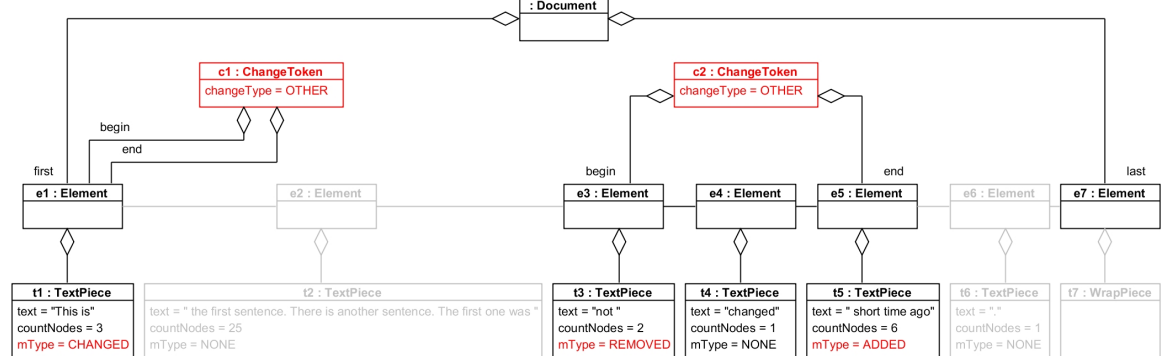 : Document
c1 : ChangeToken
changeType = OTHER
c2 : ChangeToken
changeType = OTHER
begin
end
first
begin
end
last
e1 : Element
e2 : Element
e3 : Element
e4 : Element
e5 : Element
e6 : Element
e7 : Element
t1 : TextPiece
text = "This is"
countNodes = 3
mType = CHANGED
t2 : TextPiece
text = " the first sentence. There is another sentence. The first one was "
countNodes = 25
mType = NONE
t3 : TextPiece
text = "not "
countNodes = 2
mType = REMOVED
t4 : TextPiece
text = "changed"
countNodes = 1
mType = NONE
t5 : TextPiece
text = " short time ago"
countNodes = 6
mType = ADDED
t6 : TextPiece
text = "."
countNodes = 1
mType = NONE
t7 : WrapPiece